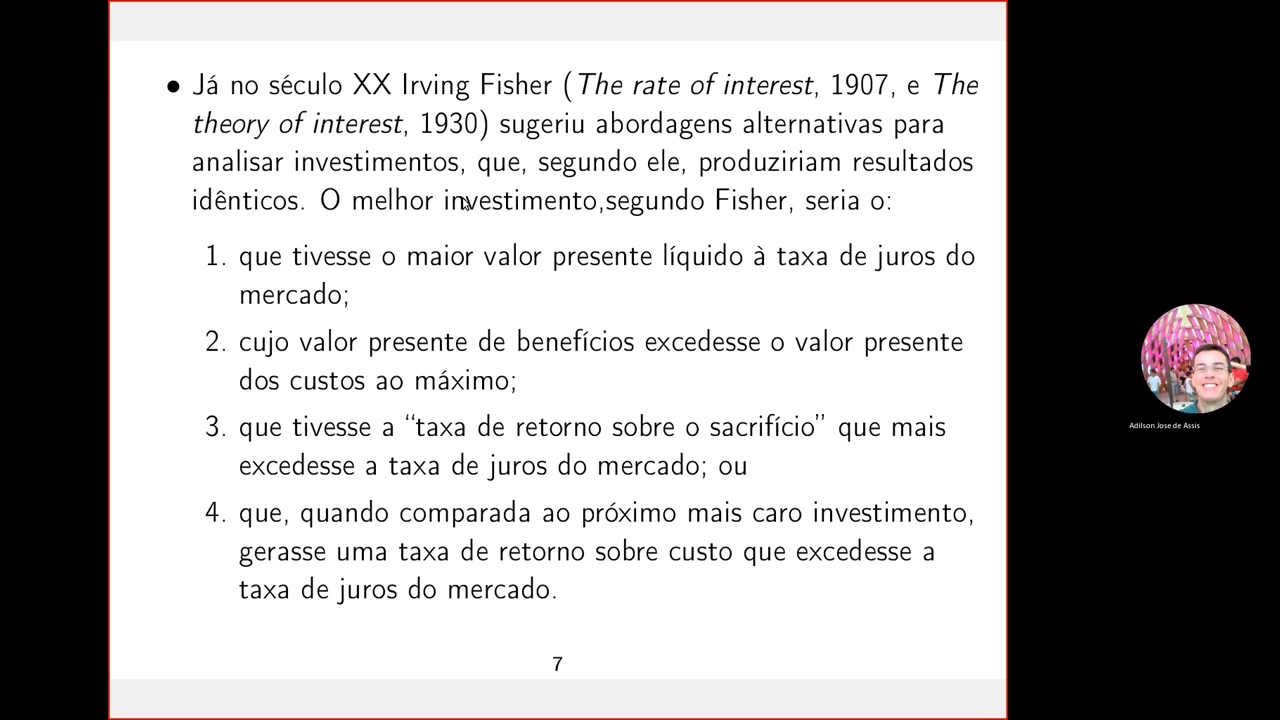 • Já no século XX Irving Fisher (The rate of interest, 1907, e The
theory of interest, 1930) sugeriu abordagens alternativas para
analisar investimentos, que, segundo ele, produziriam resultados
idênticos. O melhor investimento,segundo Fisher, seria o:
1. que tivesse o maior valor presente líquido à taxa de juros do
mercado;
2. cujo valor presente de benefícios excedesse o valor presente
dos custos ao máximo;
3. que tivesse a “taxa de retorno sobre o sacrifício” que mais
excedesse a taxa de juros do mercado; ou
4. que, quando comparada ao próximo mais caro investimento,
gerasse uma taxa de retorno sobre custo que excedesse a
taxa de juros do mercado.
7
Adilson Jose de Assis